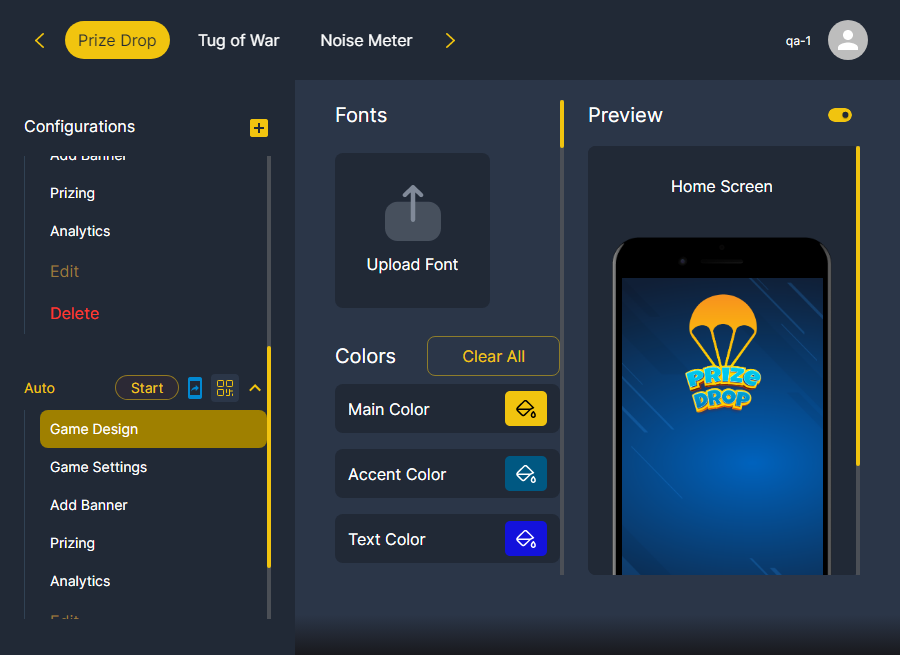 Prize Drop
Tug of War
Noise Meter
qa-1
Configurations
Add Banner
Prizing
Analytics
Edit
Delete
Auto
Start
Game Design
Game Settings
Add Banner
Prizing
Analytics
Edit
Fonts
Upload Font
Colors
Clear All
Main Color
Accent Color
Text Color
Preview
Home Screen
PRIZE
DROP